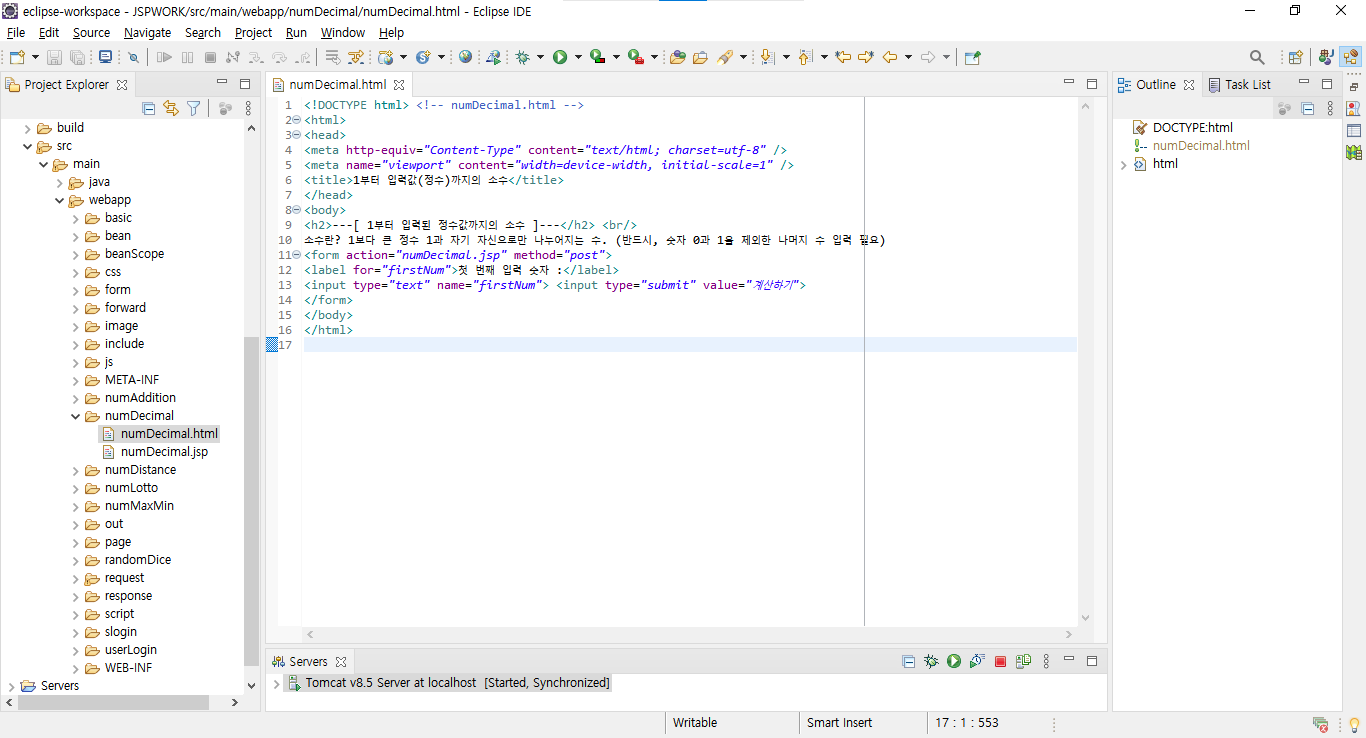 eclipse-workspace - JSPWORK/src/main/webapp/numDecimal/numDecimal.html - Eclipse IDE
File Edit Source Navigate Search Project Run Window Help
Project Explorer
build
src
main
java
webapp
basic
bean
beanScope
css
form
forward
image
include
js
META-INF
numAddition
numDecimal
numDecimal.html
numDecimal.jsp
numDistance
numLotto
numMaxMin
out
page
randomDice
request
response
script
slogin
userLogin
WEB-INF
Servers
numDecimal.html
1 <!DOCTYPE html> <!-- numDecimal.html -->
2 <html>
3 <head>
4 <meta http-equiv="Content-Type" content="text/html; charset=utf-8" />
5 <meta name="viewport" content="width=device-width, initial-scale=1" />
6 <title>1부터 입력값(정수)까지의 소수</title>
7 </head>
8 <body>
9 <h2>---[ 1부터 입력된 정수값까지의 소수 ]---</h2> <br/>
10 소수란? 1보다 큰 정수 1과 자기 자신으로만 나누어지는 수. (반드시, 숫자 0과 1을 제외한 나머지 수 입력 필요)
11 <form action="numDecimal.jsp" method="post">
12 <label for="firstNum">첫 번째 입력 숫자 :</label>
13 <input type="text" name="firstNum"> <input type="submit" value="계산하기">
14 </form>
15 </body>
16 </html>
17
Servers
Tomcat v8.5 Server at localhost [Started, Synchronized]
Outline Task List
DOCTYPE:html
numDecimal.html
html
Writable Smart Insert 17 : 1 : 553